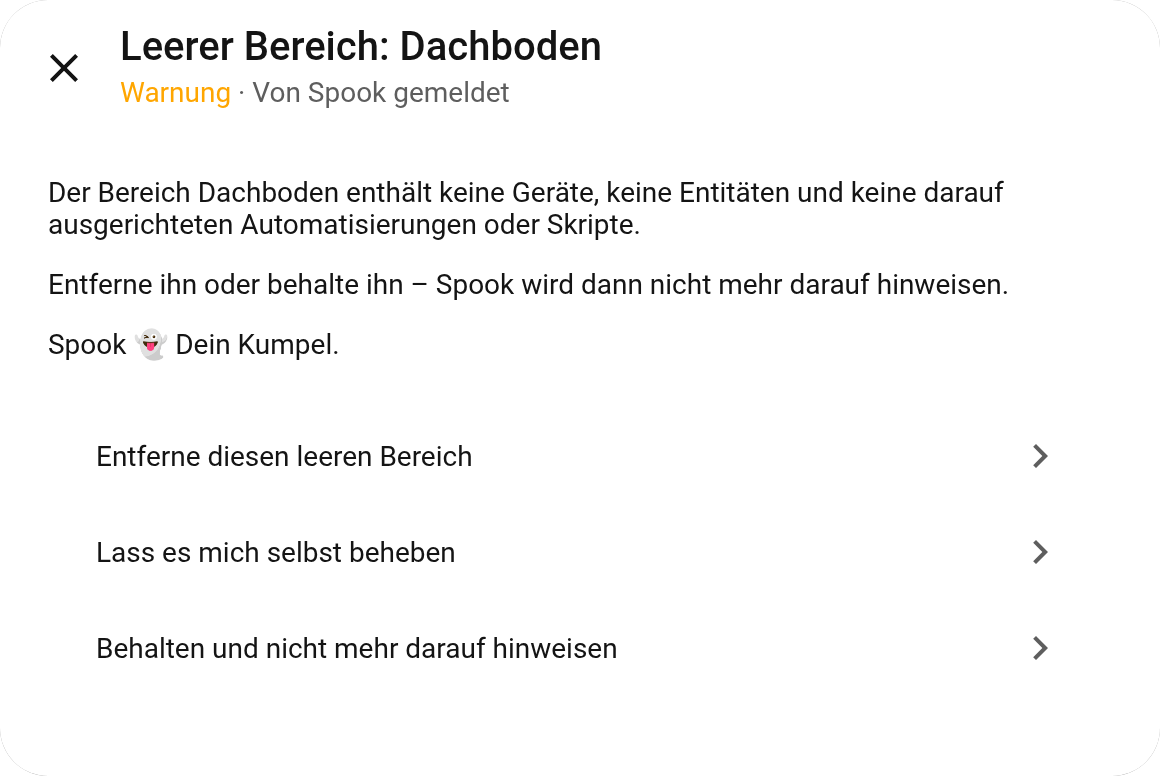 Leerer Bereich: Dachboden
Warnung · Von Spook gemeldet
Der Bereich Dachboden enthält keine Geräte, keine Entitäten und keine darauf
ausgerichteten Automatisierungen oder Skripte.
Entferne ihn oder behalte ihn – Spook wird dann nicht mehr darauf hinweisen.
Spook 👻 Dein Kumpel.
Entferne diesen leeren Bereich
Lass es mich selbst beheben
Behalten und nicht mehr darauf hinweisen